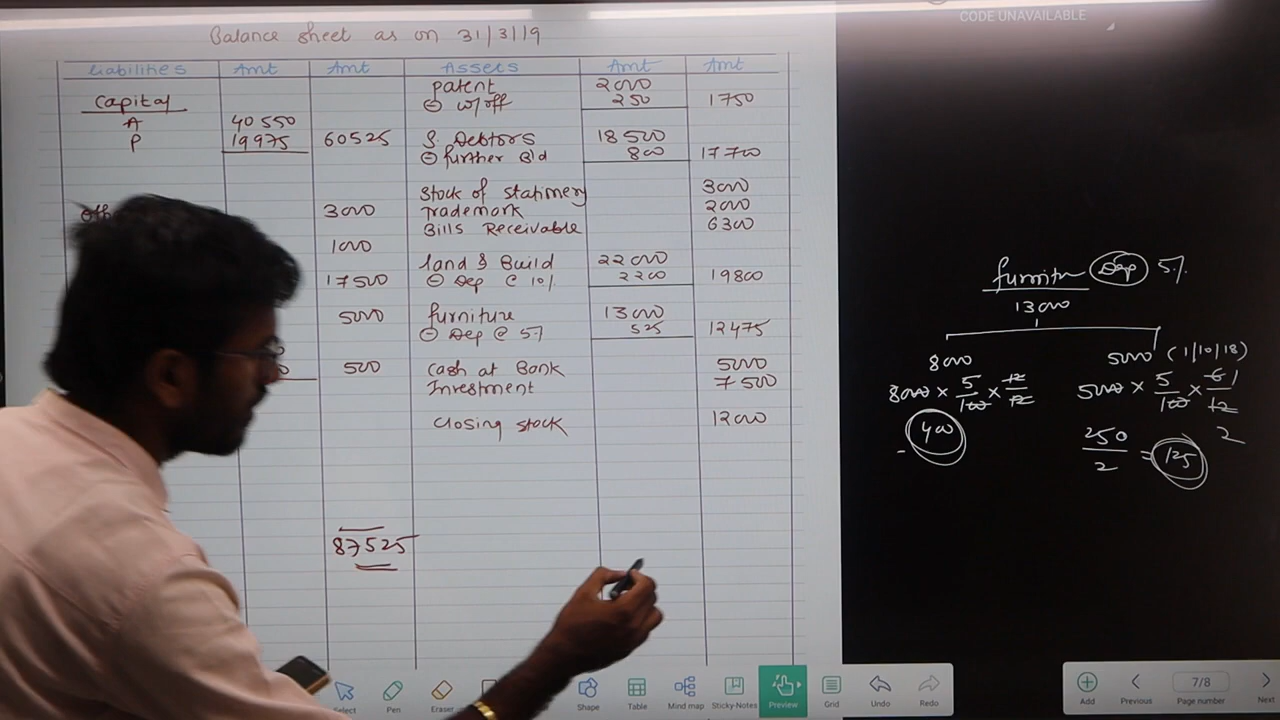 CODE UNAVAILABLE
Balance sheet as on 31/3/19
Liabilities Amt Amt Assets Amt Amt
Capital
A 40550
P 19975 60525
3000
1000
17500
5000
500
87525
Patent 2000
⊖ w/off 250 1750
S. Debtors 18500
⊖ further Bd 800 17700
Stock of stationery 3000
Trademark 2000
Bills Receivable 6300
land & Build 22000
⊖ Dep @ 10% 2200 19800
furniture 13000
⊖ Dep @ 5% 525 12475
cash at Bank 5000
Investment 7500
closing stock 12000
furnitur Dep 5%
13000
8000 5000 (1/10/18)
8000 × 5/100 × 12/12 5000 × 5/100 × 6 1/12
2
400 250/2 = 125
Select
Pen
Eraser
Shape
Table
Mind map
Sticky-Notes
Preview
Grid
Undo
Redo
Add
Previous
7/8
Page number
Next